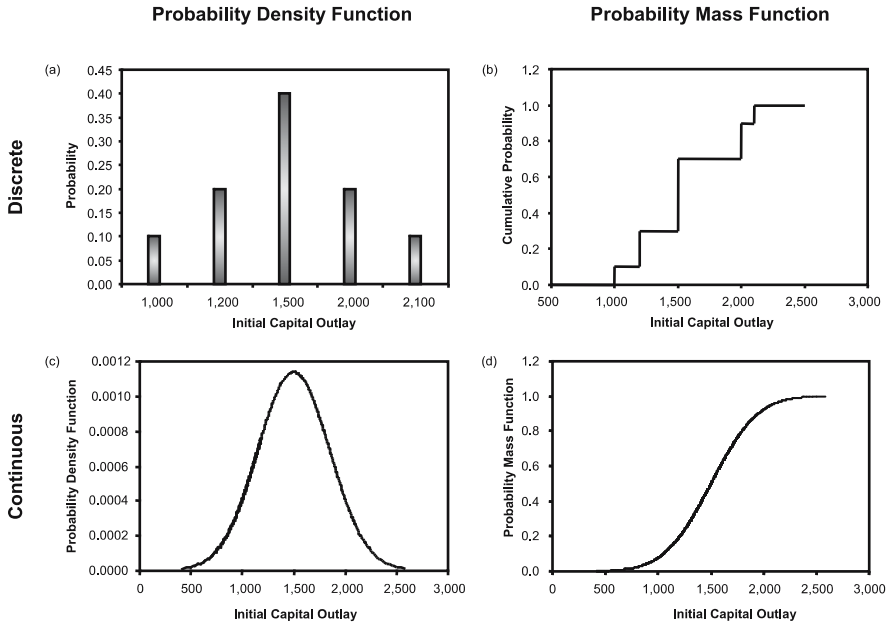 Probability Density Function
Probability Mass Function
Discrete
Continuous
(a)
0.45
0.40
0.35
0.30
0.25
0.20
0.15
0.10
0.05
0.00
Probability
1,000 1,200 1,500 2,000 2,100
Initial Capital Outlay
(b)
1.2
1.0
0.8
0.6
0.4
0.2
0.0
Cumulative Probability
500 1,000 1,500 2,000 2,500 3,000
Initial Capital Outlay
(c)
0.0012
0.0010
0.0008
0.0006
0.0004
0.0002
0.0000
Probability Density Function
0 500 1,000 1,500 2,000 2,500 3,000
Initial Capital Outlay
(d)
1.2
1.0
0.8
0.6
0.4
0.2
0.0
Probability Mass Function
0 500 1,000 1,500 2,000 2,500 3,000
Initial Capital Outlay